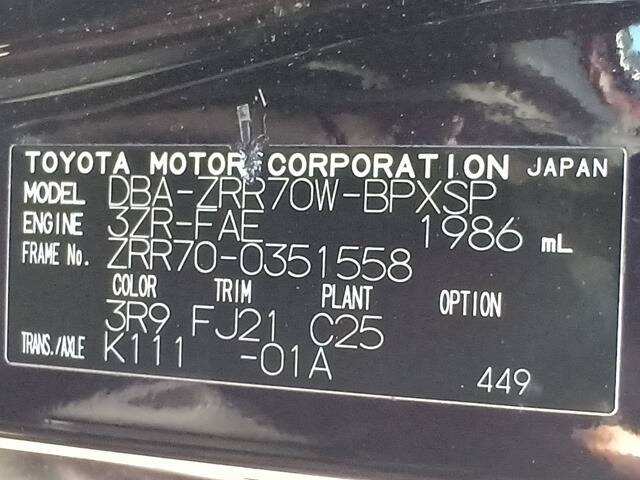 TOYOTA MOTOR CORPORATION JAPAN
MODEL DBA-ZRR70W-BPXSP
ENGINE 3ZR-FAE 1986 mL
FRAME No. ZRR70-0351558
COLOR TRIM PLANT OPTION
3R9 FJ21 C25
TRANS./AXLE K111 -01A
449